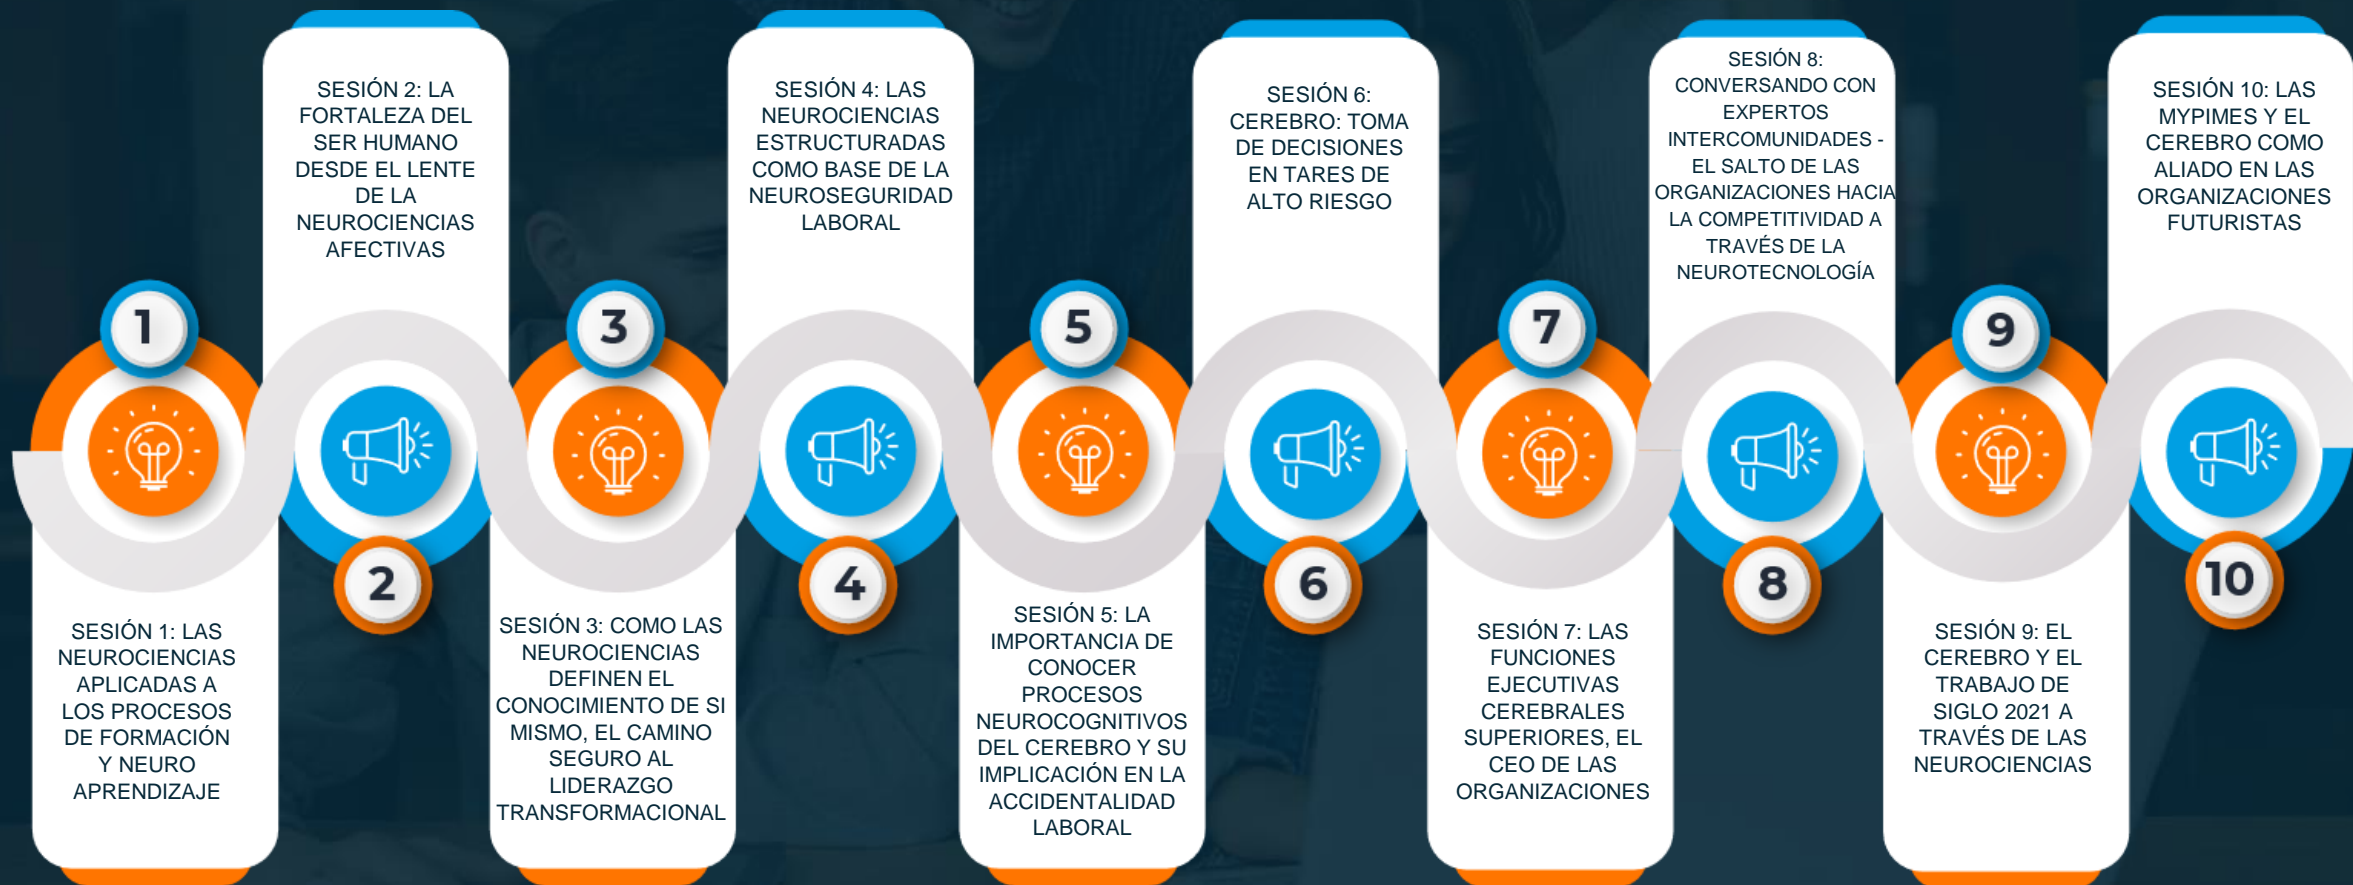 1
SESIÓN 1: LAS
NEUROCIENCIAS
APLICADAS A
LOS PROCESOS
DE FORMACIÓN
Y NEURO
APRENDIZAJE
SESIÓN 2: LA
FORTALEZA DEL
SER HUMANO
DESDE EL LENTE
DE LA
NEUROCIENCIAS
AFECTIVAS
2
3
SESIÓN 3: COMO LAS
NEUROCIENCIAS
DEFINEN EL
CONOCIMIENTO DE SI
MISMO, EL CAMINO
SEGURO AL
LIDERAZGO
TRANSFORMACIONAL
SESIÓN 4: LAS
NEUROCIENCIAS
ESTRUCTURADAS
COMO BASE DE LA
NEUROSEGURIDAD
LABORAL
4
5
SESIÓN 5: LA
IMPORTANCIA DE
CONOCER
PROCESOS
NEUROCOGNITIVOS
DEL CEREBRO Y SU
IMPLICACIÓN EN LA
ACCIDENTALIDAD
LABORAL
SESIÓN 6:
CEREBRO: TOMA
DE DECISIONES
EN TARES DE
ALTO RIESGO
6
7
SESIÓN 7: LAS
FUNCIONES
EJECUTIVAS
CEREBRALES
SUPERIORES, EL
CEO DE LAS
ORGANIZACIONES
SESIÓN 8:
CONVERSANDO CON
EXPERTOS
INTERCOMUNIDADES -
EL SALTO DE LAS
ORGANIZACIONES HACIA
LA COMPETITIVIDAD A
TRAVÉS DE LA
NEUROTECNOLOGÍA
8
9
SESIÓN 9: EL
CEREBRO Y EL
TRABAJO DE
SIGLO 2021 A
TRAVÉS DE LAS
NEUROCIENCIAS
SESIÓN 10: LAS
MYPIMES Y EL
CEREBRO COMO
ALIADO EN LAS
ORGANIZACIONES
FUTURISTAS
10